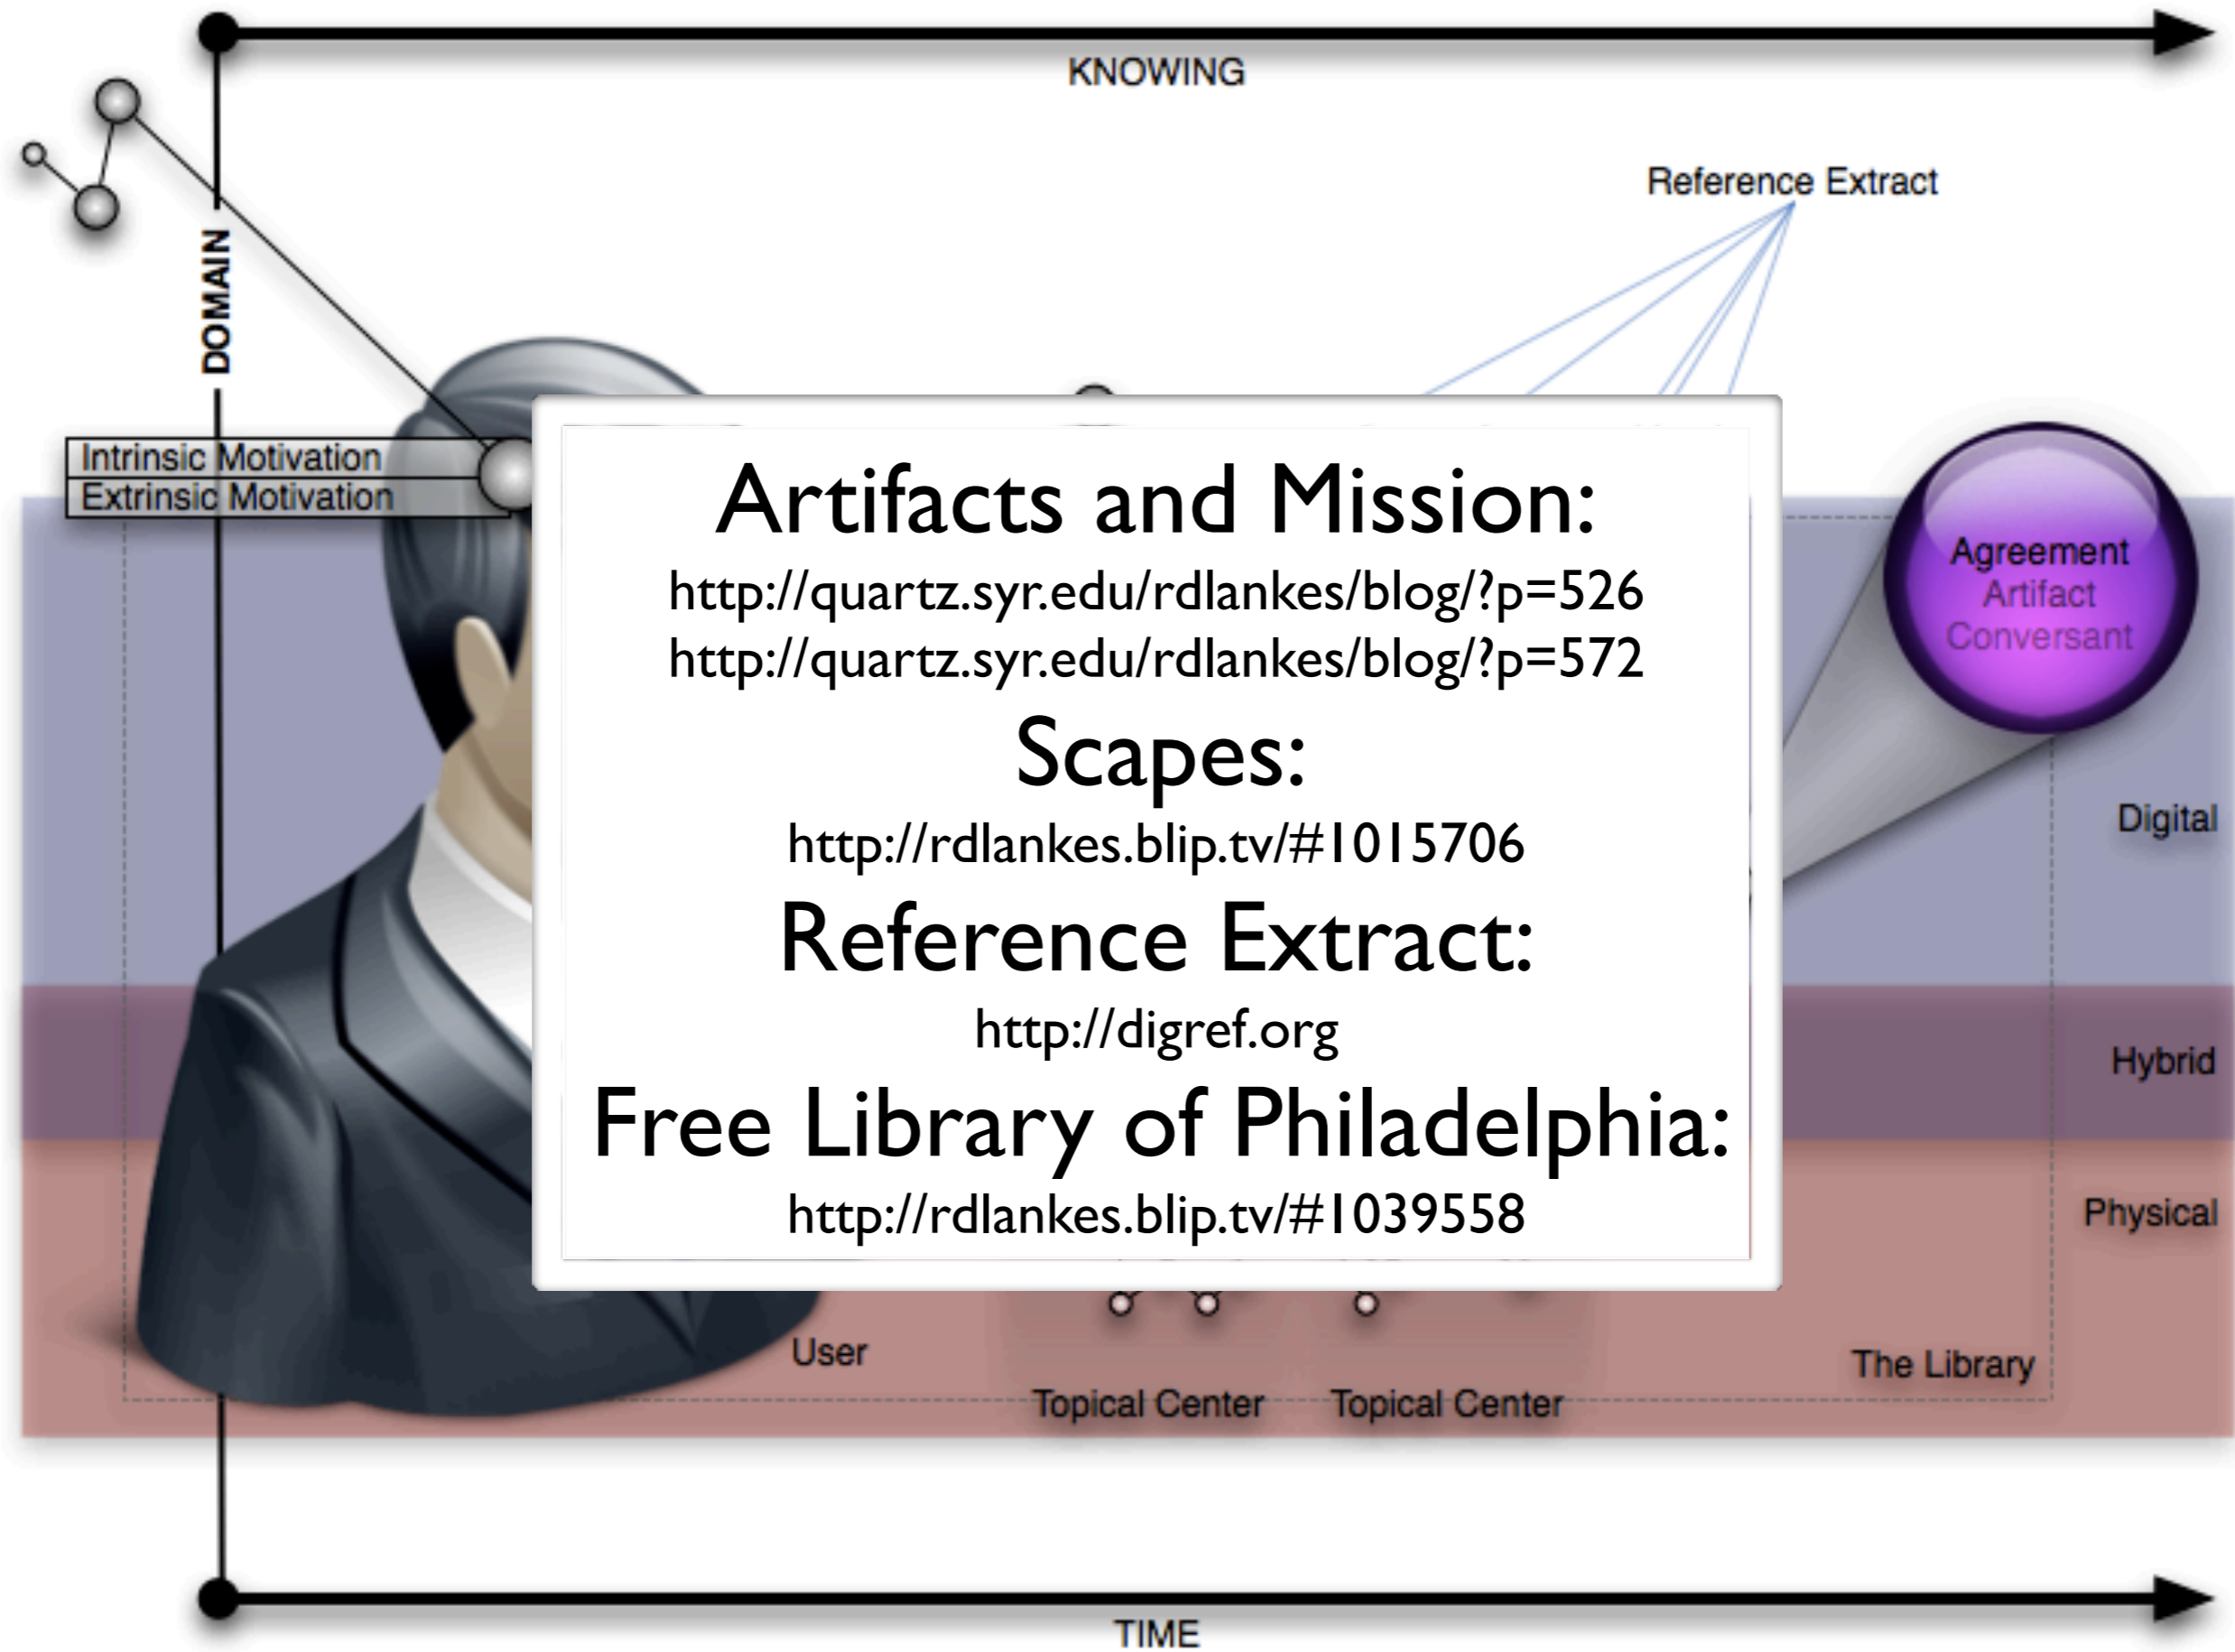 KNOWING
Reference Extract
DOMAIN
Intrinsic Motivation
Extrinsic Motivation
Artifacts and Mission:
http://quartz.syr.edu/rdlankes/blog/?p=526
http://quartz.syr.edu/rdlankes/blog/?p=572
Scapes:
http://rdlankes.blip.tv/#1015706
Reference Extract:
http://digref.org
Free Library of Philadelphia:
http://rdlankes.blip.tv/#1039558
Agreement
Artifact
Conversant
Digital
Hybrid
Physical
User
The Library
Topical Center
Topical Center
TIME